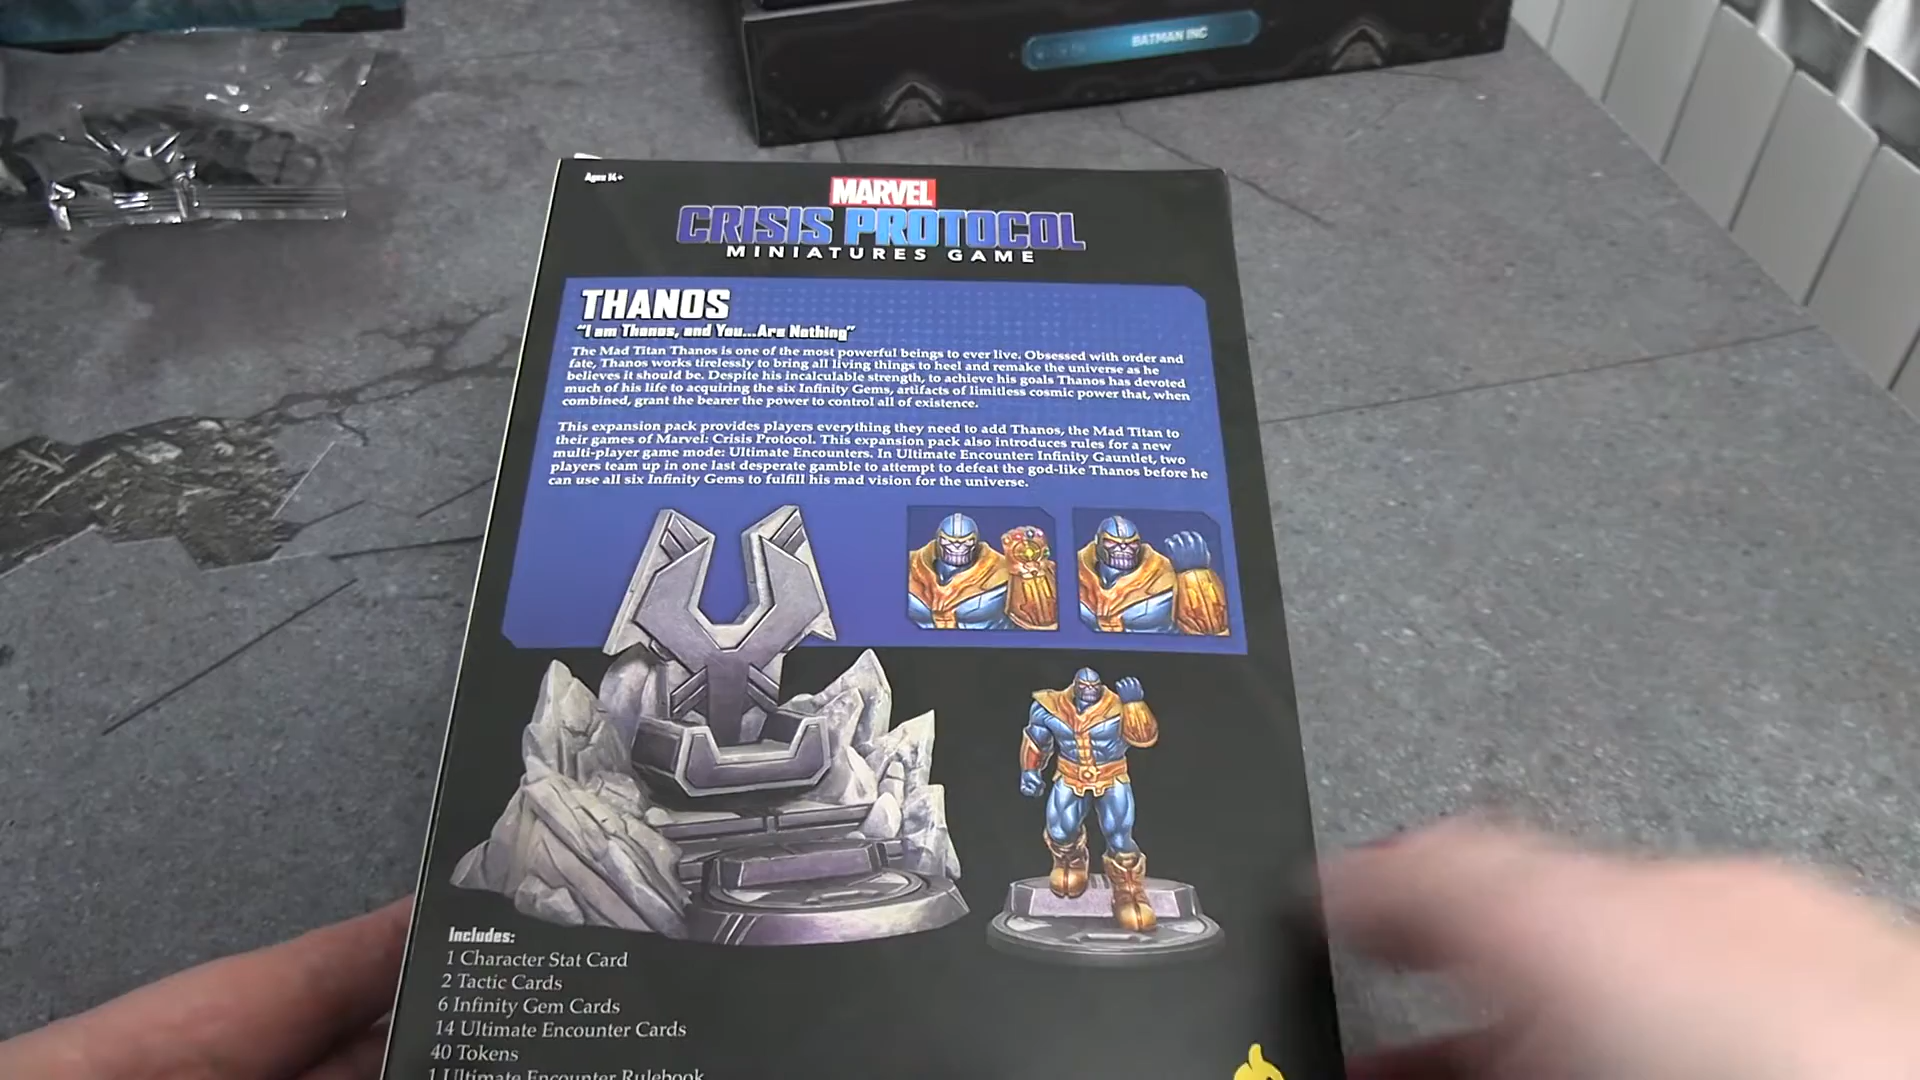 BATMAN INC
Ages 14+
MARVEL
CRISIS PROTOCOL
MINIATURES GAME
THANOS
"I am Thanos, and You...Are Nothing"
The Mad Titan Thanos is one of the most powerful beings to ever live. Obsessed with order and
fate, Thanos works tirelessly to bring all living things to heel and remake the universe as he
believes it should be. Despite his incalculable strength, to achieve his goals Thanos has devoted
much of his life to acquiring the six Infinity Gems, artifacts of limitless cosmic power that, when
combined, grant the bearer the power to control all of existence.
This expansion pack provides players everything they need to add Thanos, the Mad Titan to
their games of Marvel: Crisis Protocol. This expansion pack also introduces rules for a new
multi-player game mode: Ultimate Encounters. In Ultimate Encounter: Infinity Gauntlet, two
players team up in one last desperate gamble to attempt to defeat the god-like Thanos before he
can use all six Infinity Gems to fulfill his mad vision for the universe.
Includes:
1 Character Stat Card
2 Tactic Cards
6 Infinity Gem Cards
14 Ultimate Encounter Cards
40 Tokens
1 Ultimate Encounter Rulebook